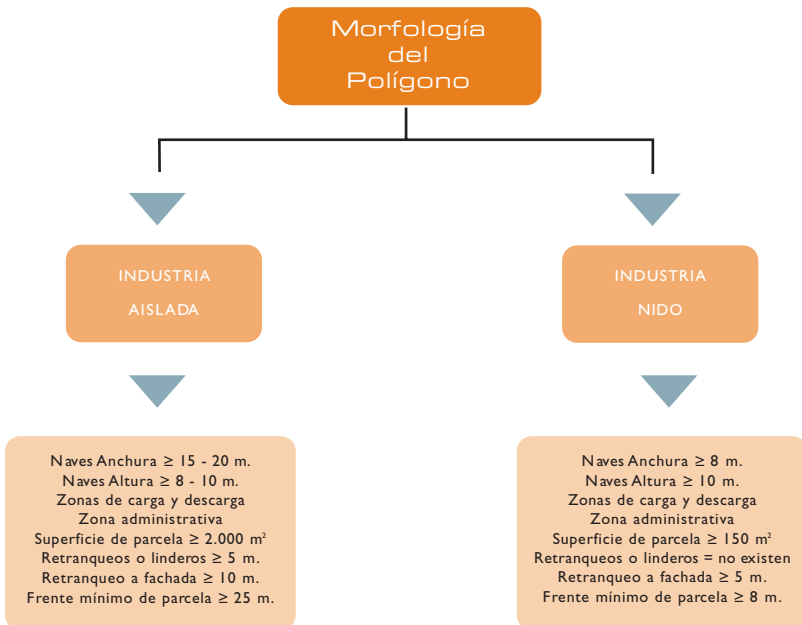 Morfología
del
Polígono
INDUSTRIA
AISLADA
INDUSTRIA
NIDO
Naves Anchura ≥ 15 - 20 m.
Naves Altura ≥ 8 - 10 m.
Zonas de carga y descarga
Zona administrativa
Superficie de parcela ≥ 2.000 m²
Retranqueos o linderos ≥ 5 m.
Retranqueo a fachada ≥ 10 m.
Frente mínimo de parcela ≥ 25 m.
Naves Anchura ≥ 8 m.
Naves Altura ≥ 10 m.
Zonas de carga y descarga
Zona administrativa
Superficie de parcela ≥ 150 m²
Retranqueos o linderos = no existen
Retranqueo a fachada ≥ 5 m.
Frente mínimo de parcela ≥ 8 m.